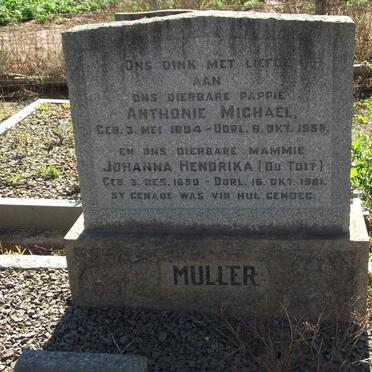 ONS DINK MET LIEFDE
AAN
ONS DIERBARE PAPPIE
ANTHONIE MICHAEL,
GEB. 3. MEI 1884 - OORL. 6. OKT. 1958,
EN ONS DIERBARE MAMMIE
JOHANNA HENDRIKA (DU TOIT)
GEB. 3. DES. 1890 - OORL. 16. OKT. 1981.
SY GENADE WAS VIR HUL GENOEG.
MULLER